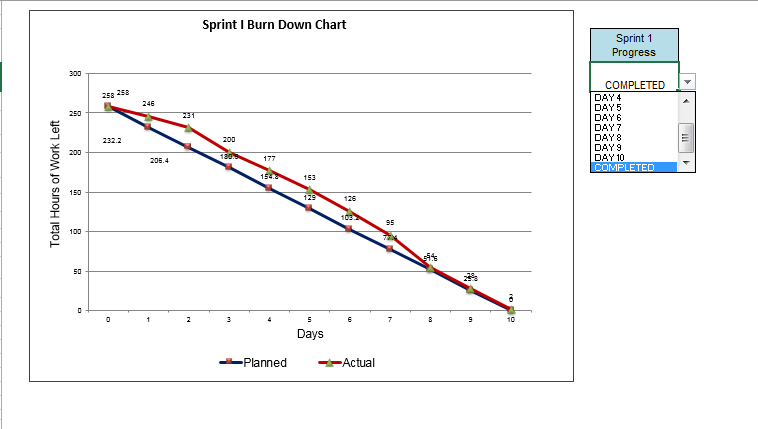 Sprint I Burn Down Chart
Sprint 1
Progress
COMPLETED
DAY 4
DAY 5
DAY 6
DAY 7
DAY 8
DAY 9
DAY 10
COMPLETED
Total Hours of Work Left
300
250
200
150
100
50
0
258 258
246
231
232.2
206.4
200
180.6
177
154.8
153
129
126
103.2
95
77.4
54
51.6
28
25.8
2
0
0 1 2 3 4 5 6 7 8 9 10
Days
Planned Actual